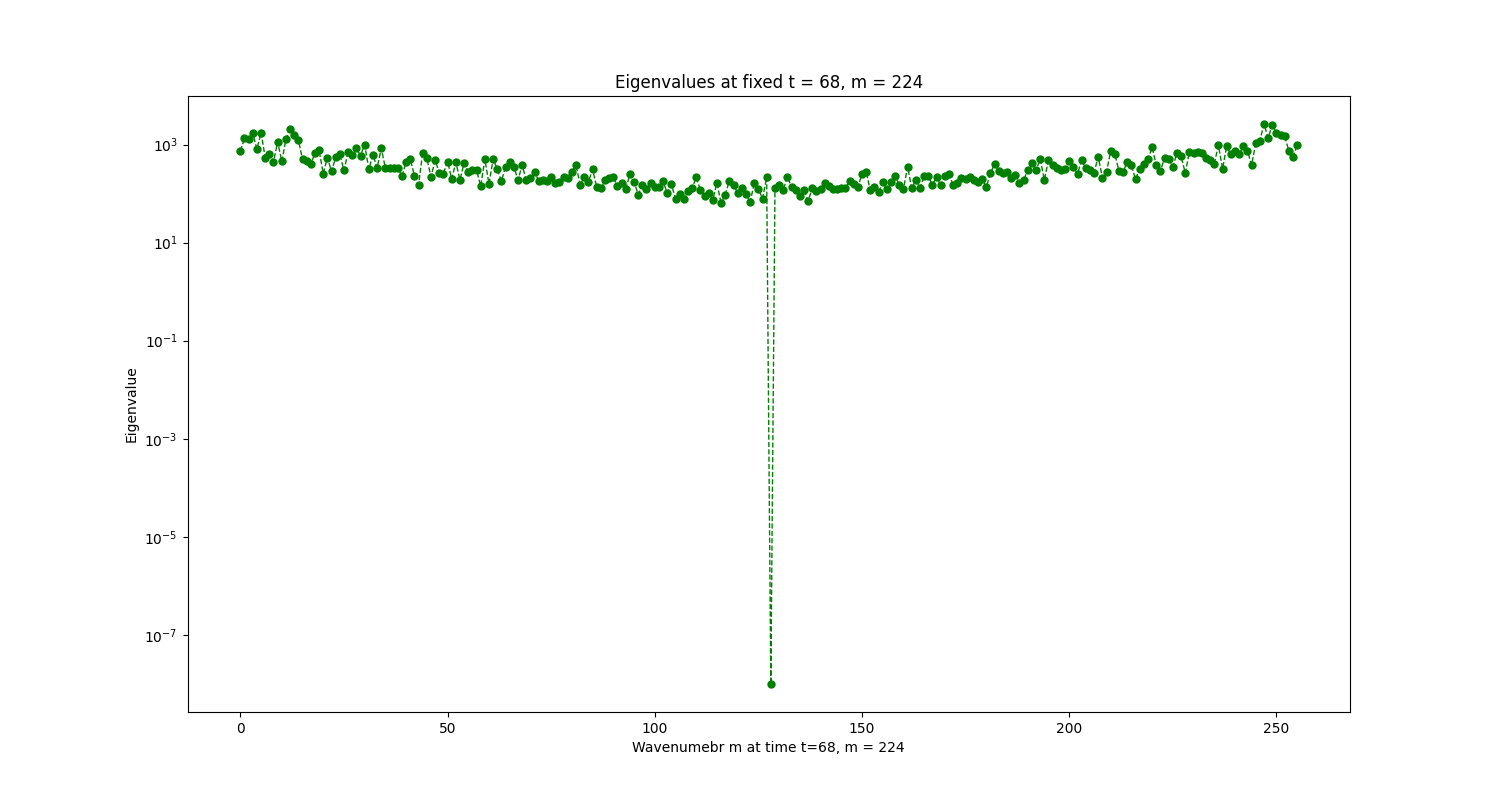 Eigenvalues at fixed t = 68, m = 224
10³
10¹
10⁻¹
10⁻³
10⁻⁵
10⁻⁷
Eigenvalue
0 50 100 150 200 250
Wavenumebr m at time t=68, m = 224